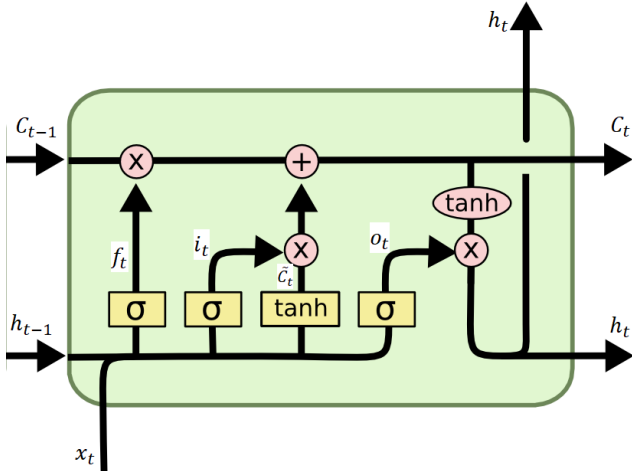 h_t
C_{t-1}
C_t
x
+
tanh
f_t
i_t
x
o_t
x
C̃_t
σ
σ
tanh
σ
h_{t-1}
h_t
x_t